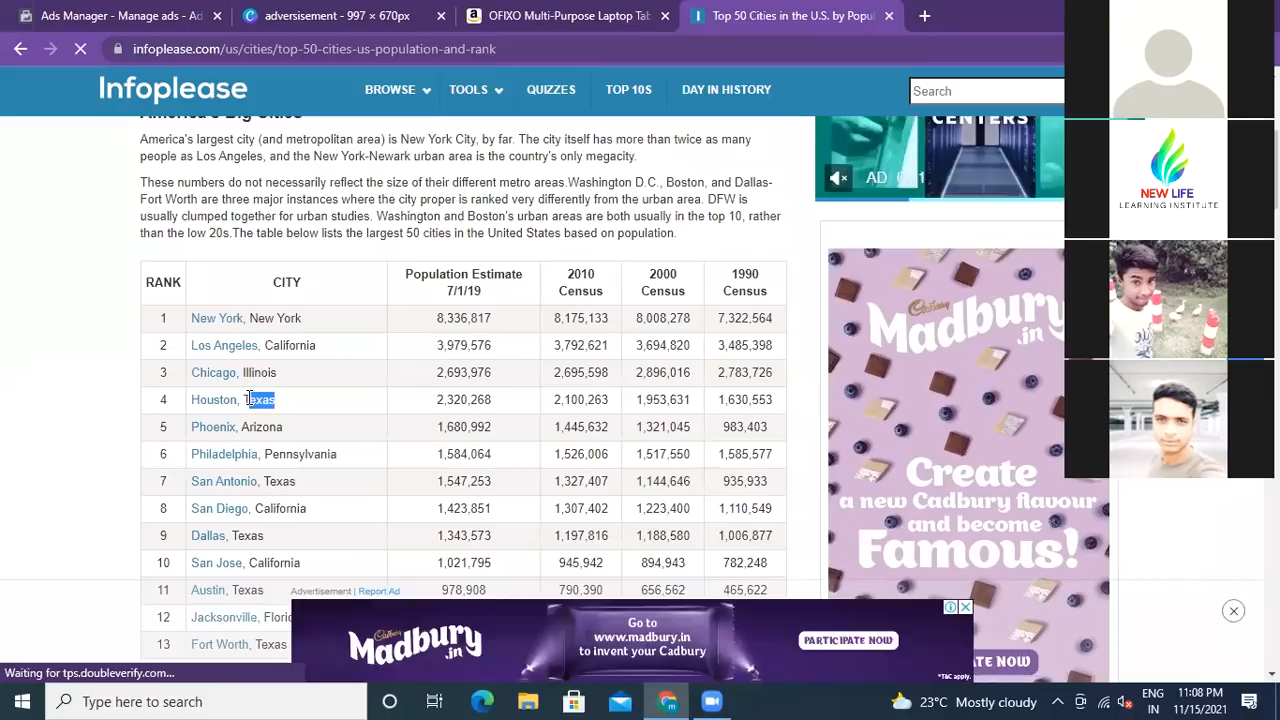 Adsendiio - 997 x 670px
OFIXO Multi-Purpose Laptop Tab
Top 50 Cities in the U.S. by Popu
infoplease.com/us/cities/top-50-cities-us-population-and-rank
Infoplease
BROWSE
TOOLS
QUIZZES
TOP 10S
DAY IN HISTORY
Search
America's largest city (and metropolitan area) is New York City, by far. The city itself has more than twice as many
people as Los Angeles, and the New York-Newark urban area is the country's only megacity.
These numbers do not necessarily reflect the size of their different metro areas.Washington D.C., Boston, and Dallas-
Fort Worth are three major instances where the city proper is defined very differently from the urban area. DFW is
usually clumped together for urban studies. Washington and Boston's urban areas are both usually in the top 10, rather
than the low 20s.The table below lists the largest 50 cities in the United States based on population.
RANK CITY Population Estimate 7/1/19 2010 Census 2000 Census 1990 Census
1 New York, New York 8,336,817 8,175,133 8,008,278 7,322,564
2 Los Angeles, California 3,979,576 3,792,621 3,694,820 3,485,398
3 Chicago, Illinois 2,693,976 2,695,598 2,896,016 2,783,726
4 Houston, Texas 2,320,268 2,100,263 1,953,631 1,630,553
5 Phoenix, Arizona 1,445,632 1,321,045 983,403
6 Philadelphia, Pennsylvania 1,584,064 1,526,006 1,517,550 1,585,577
7 San Antonio, Texas 1,547,253 1,327,407 1,144,646 935,933
8 San Diego, California 1,423,851 1,307,402 1,223,400 1,110,549
9 Dallas, Texas 1,343,573 1,197,816 1,188,580 1,006,877
10 San Jose, California 1,021,795 945,942 894,943 782,248
11 Austin, Texas 978,908 790,390 656,562 465,622
12 Jacksonville, Flori
13 Fort Worth, Texas
Advertisement | Report Ad
CENTERS
AD
Cadbury
Madbury.in
Create
a new Cadbury flavour
and become
Famous!
NOW
Cadbury
Madbury.in
Go to
www.madbury.in
to invent your Cadbury
PARTICIPATE NOW
*T&C apply.
NEW LIFE
LEARNING INSTITUTE
Waiting for tps.doubleverify.com...
Type here to search
23°C Mostly cloudy
ENG
IN
11:08 PM
11/15/2021